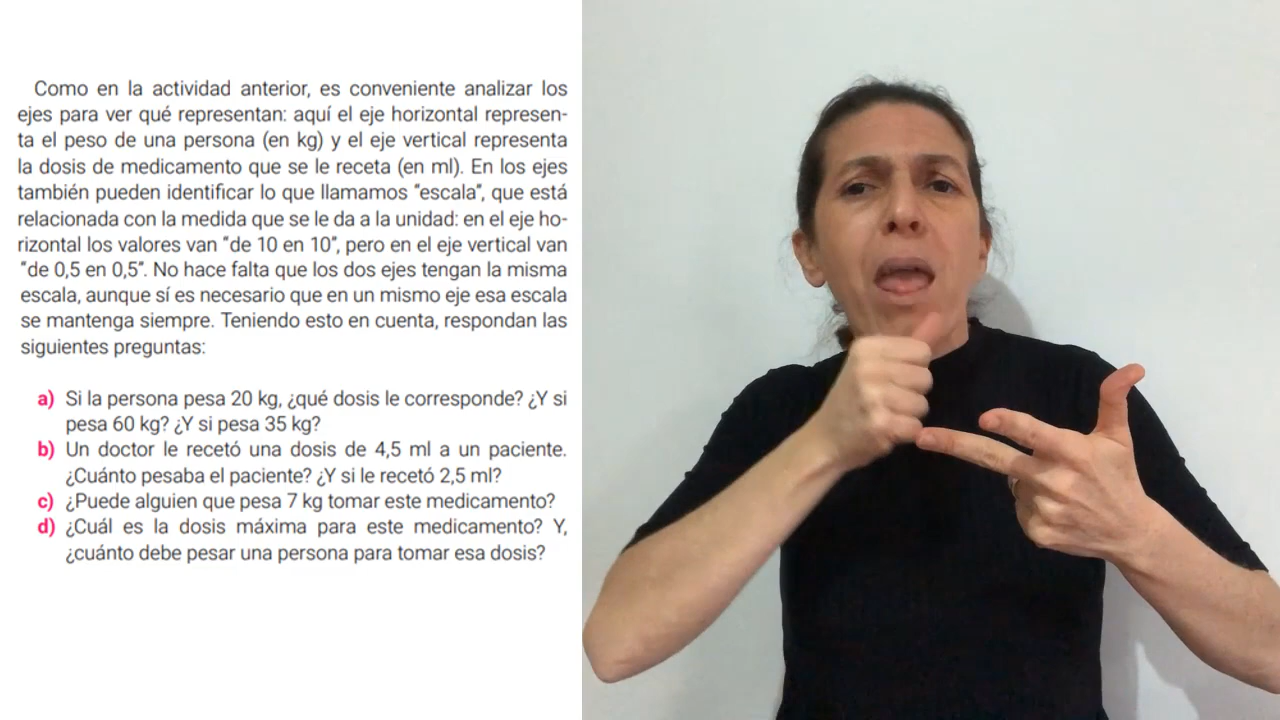 Como en la actividad anterior, es conveniente analizar los
ejes para ver qué representan: aquí el eje horizontal represen-
ta el peso de una persona (en kg) y el eje vertical representa
la dosis de medicamento que se le receta (en ml). En los ejes
también pueden identificar lo que llamamos “escala”, que está
relacionada con la medida que se le da a la unidad: en el eje ho-
rizontal los valores van “de 10 en 10”, pero en el eje vertical van
“de 0,5 en 0,5”. No hace falta que los dos ejes tengan la misma
escala, aunque sí es necesario que en un mismo eje esa escala
se mantenga siempre. Teniendo esto en cuenta, respondan las
siguientes preguntas:
a) Si la persona pesa 20 kg, ¿qué dosis le corresponde? ¿Y si
pesa 60 kg? ¿Y si pesa 35 kg?
b) Un doctor le recetó una dosis de 4,5 ml a un paciente.
¿Cuánto pesaba el paciente? ¿Y si le recetó 2,5 ml?
c) ¿Puede alguien que pesa 7 kg tomar este medicamento?
d) ¿Cuál es la dosis máxima para este medicamento? Y,
¿cuánto debe pesar una persona para tomar esa dosis?